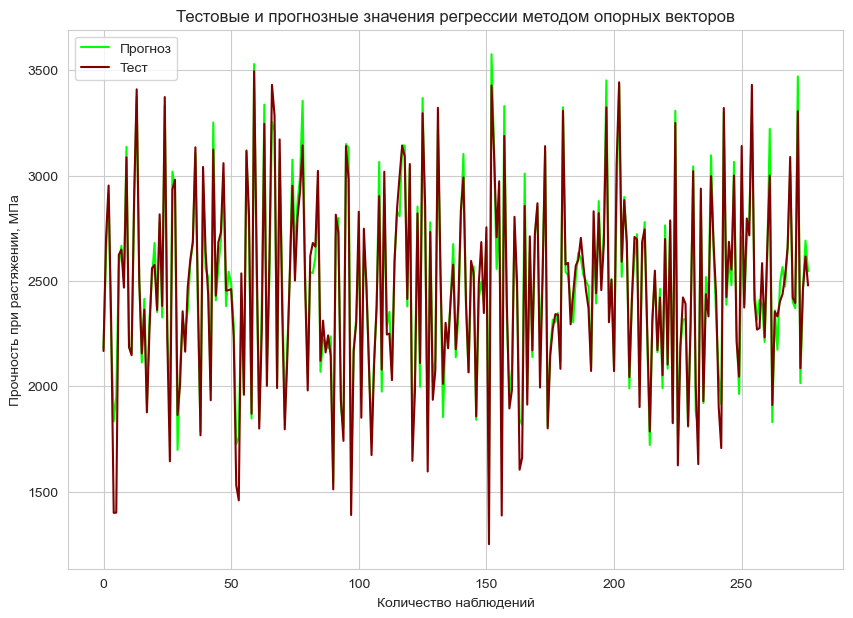 Тестовые и прогнозные значения регрессии методом опорных векторов
Прогноз
Тест
Прочность при растяжении, МПа
3500
3000
2500
2000
1500
0 50 100 150 200 250
Количество наблюдений